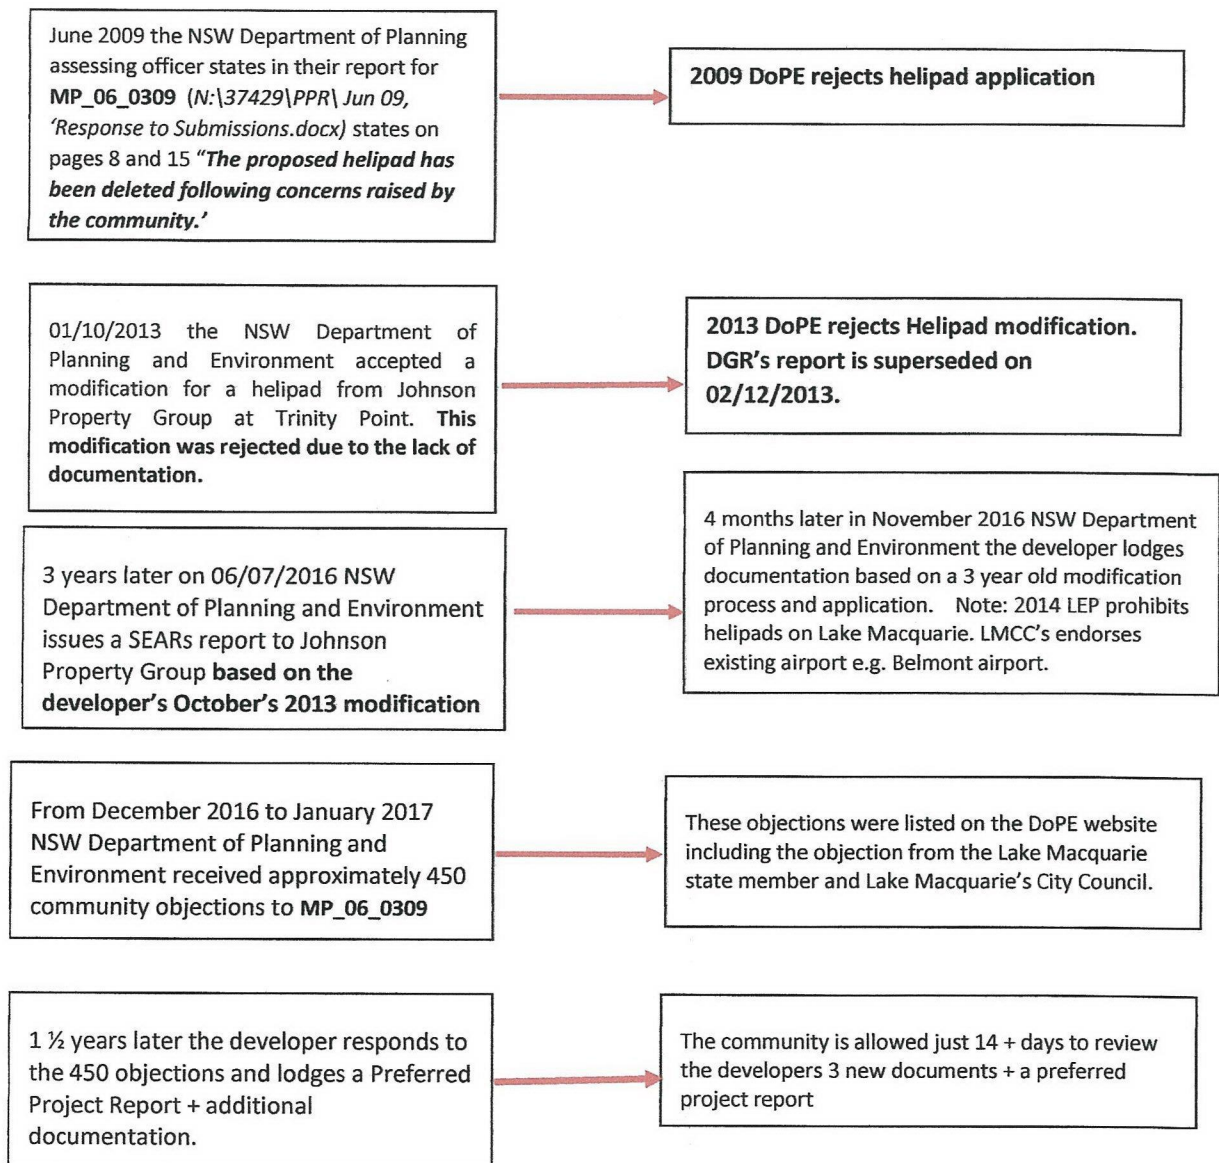 June 2009 the NSW Department of Planning
assessing officer states in their report for
MP_06_0309 (N:\37429\PPR\ Jun 09,
‘Response to Submissions.docx) states on
pages 8 and 15 “The proposed helipad has
been deleted following concerns raised by
the community.’
2009 DoPE rejects helipad application
01/10/2013 the NSW Department of
Planning and Environment accepted a
modification for a helipad from Johnson
Property Group at Trinity Point. This
modification was rejected due to the lack of
documentation.
2013 DoPE rejects Helipad modification.
DGR’s report is superseded on
02/12/2013.
3 years later on 06/07/2016 NSW
Department of Planning and Environment
issues a SEARs report to Johnson
Property Group based on the
developer’s October’s 2013 modification
4 months later in November 2016 NSW Department
of Planning and Environment the developer lodges
documentation based on a 3 year old modification
process and application. Note: 2014 LEP prohibits
helipads on Lake Macquarie. LMCC’s endorses
existing airport e.g. Belmont airport.
From December 2016 to January 2017
NSW Department of Planning and
Environment received approximately 450
community objections to MP_06_0309
These objections were listed on the DoPE website
including the objection from the Lake Macquarie
state member and Lake Macquarie’s City Council.
1 ½ years later the developer responds to
the 450 objections and lodges a Preferred
Project Report + additional
documentation.
The community is allowed just 14 + days to review
the developers 3 new documents + a preferred
project report